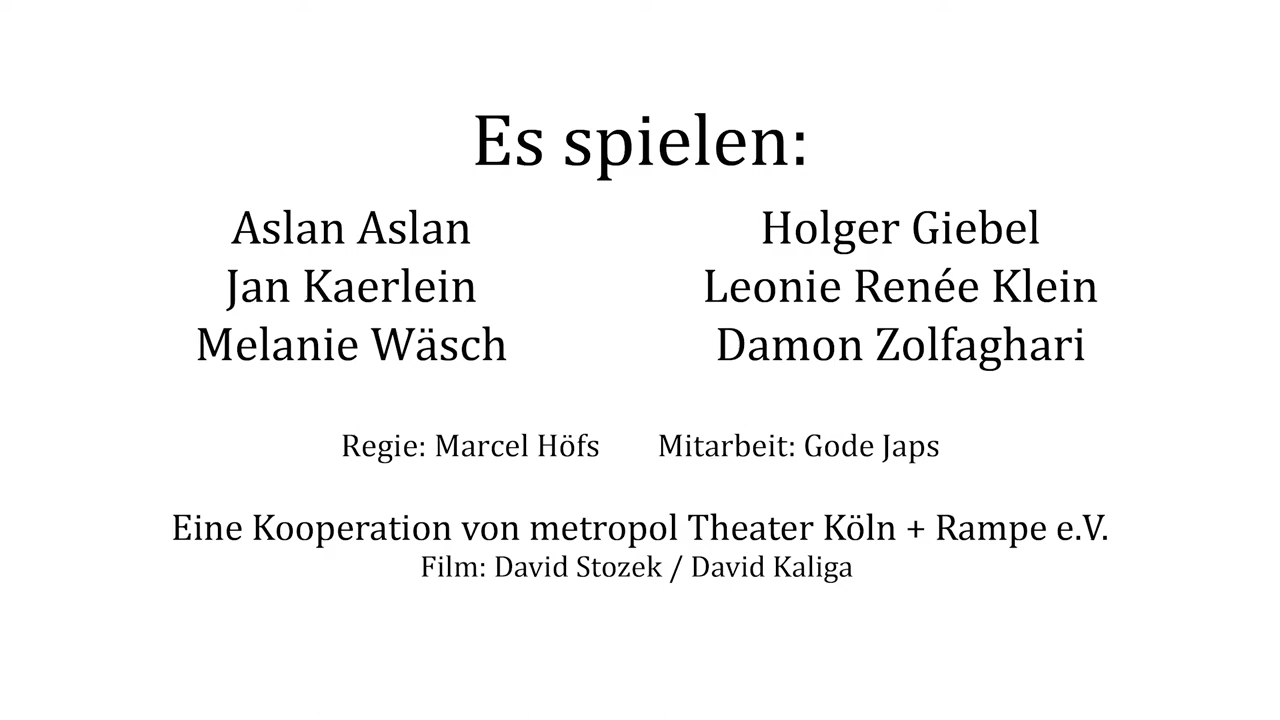 Es spielen:
Aslan Aslan
Jan Kaerlein
Melanie Wäsch
Holger Giebel
Leonie Renée Klein
Damon Zolfaghari
Regie: Marcel Höfs
Mitarbeit: Gode Japs
Eine Kooperation von metropol Theater Köln + Rampe e.V.
Film: David Stozek / David Kaliga